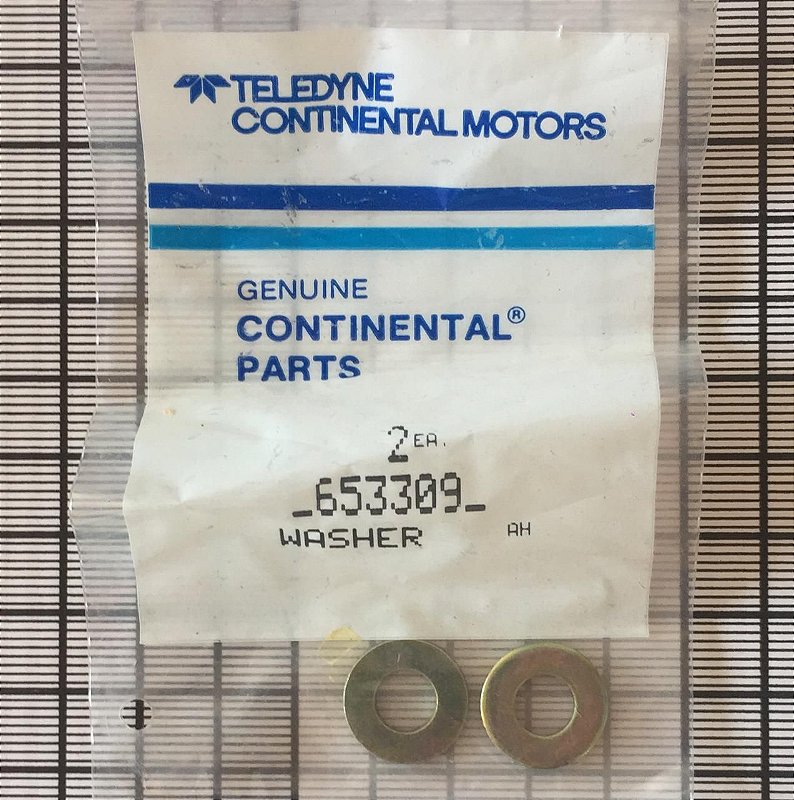 TELEDYNE
CONTINENTAL MOTORS
GENUINE
CONTINENTAL®
PARTS
2 EA.
_653309_
WASHER AH